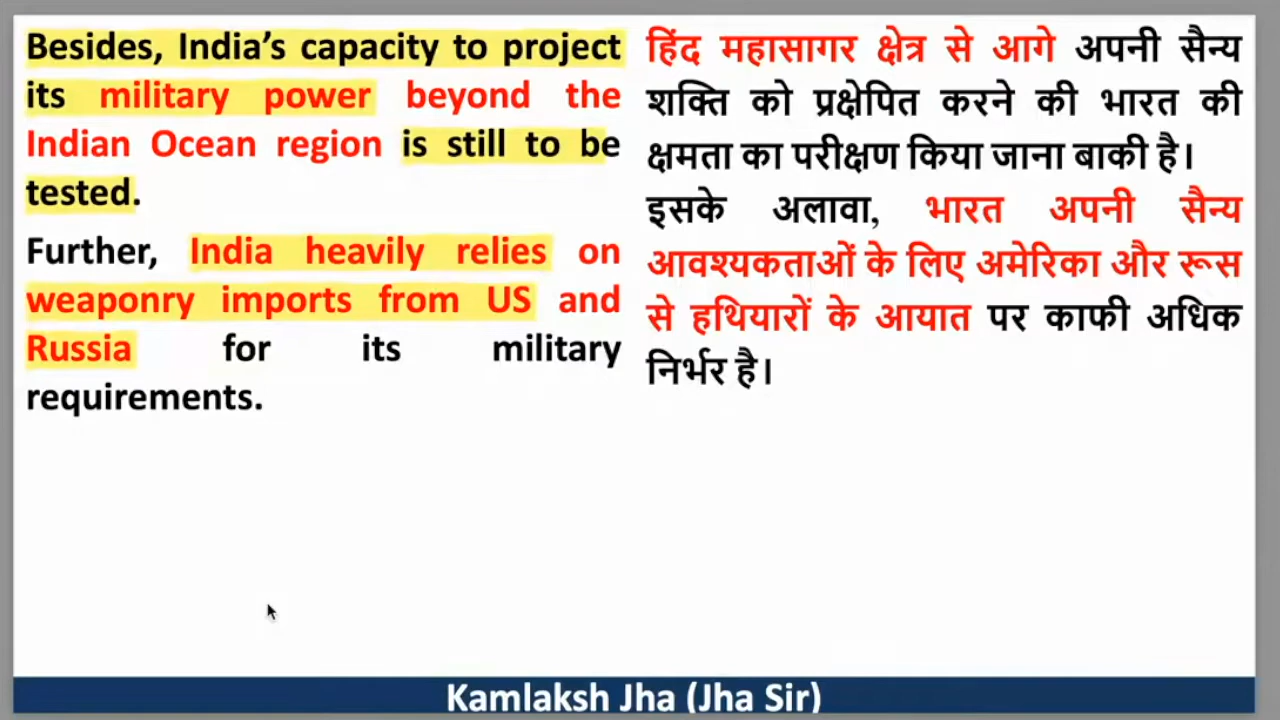 Besides, India's capacity to project
its military power beyond the
Indian Ocean region is still to be
tested.
Further, India heavily relies on
weaponry imports from US and
Russia for its military
requirements.
हिंद महासागर क्षेत्र से आगे अपनी सैन्य
शक्ति को प्रक्षेपित करने की भारत की
क्षमता का परीक्षण किया जाना बाकी है।
इसके अलावा, भारत अपनी सैन्य
आवश्यकताओं के लिए अमेरिका और रूस
से हथियारों के आयात पर काफी अधिक
निर्भर है।
Kamlaksh Jha (Jha Sir)